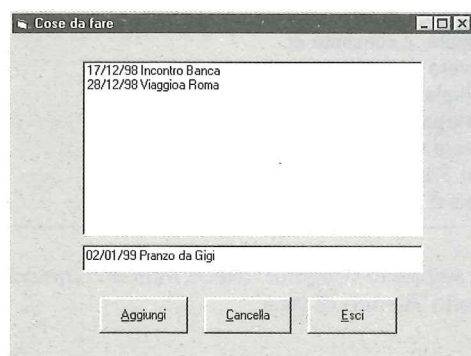 Cose da fare
17/12/98 Incontro Banca
28/12/98 Viaggioa Roma
02/01/99 Pranzo da Gigi
Aggiungi Cancella Esci